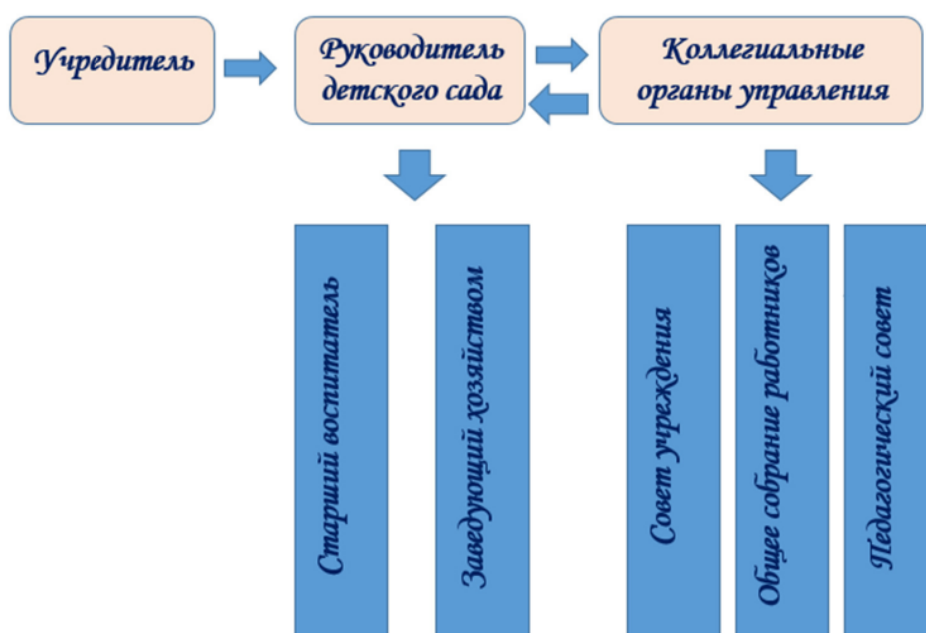 Учредитель
Руководитель
детского сада
Коллегиальные
органы управления
Старший воспитатель
Заведующий хозяйством
Совет учреждения
Общее собрание работников
Педагогический совет